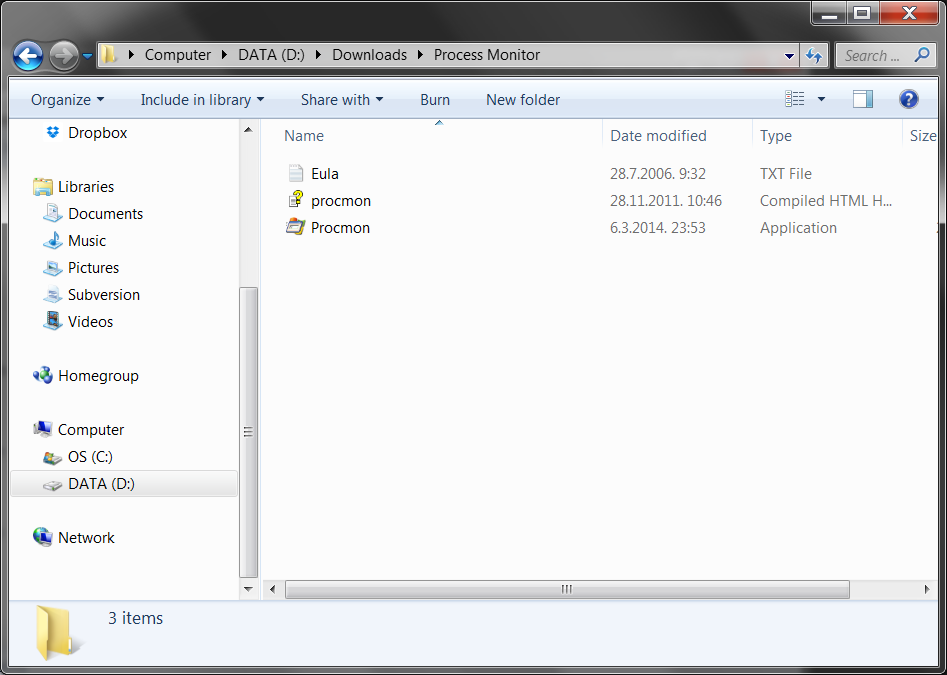 Computer ▸ DATA (D:) ▸ Downloads ▸ Process Monitor
Search ...
Organize Include in library Share with Burn New folder
Dropbox
Libraries
Documents
Music
Pictures
Subversion
Videos
Homegroup
Computer
OS (C:)
DATA (D:)
Network
Name Date modified Type Size
Eula 28.7.2006. 9:32 TXT File
procmon 28.11.2011. 10:46 Compiled HTML H...
Procmon 6.3.2014. 23:53 Application
3 items